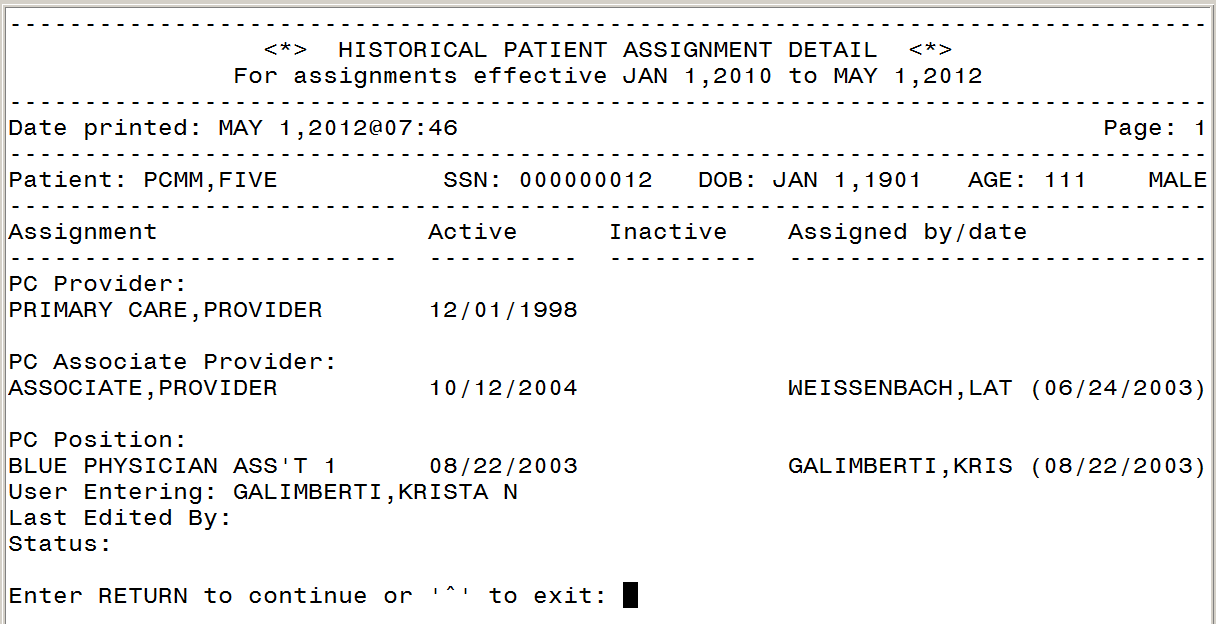 --------------------------------------------------------------------------------
<*>  HISTORICAL PATIENT ASSIGNMENT DETAIL  <*>
For assignments effective JAN 1,2010 to MAY 1,2012
--------------------------------------------------------------------------------
Date printed: MAY 1,2012@07:46 Page: 1
--------------------------------------------------------------------------------
Patient: PCMM,FIVE SSN: 000000012 DOB: JAN 1,1901 AGE: 111 MALE
--------------------------------------------------------------------------------
Assignment Active Inactive Assigned by/date
-------------------------- ---------- ---------- ----------------------------
PC Provider:
PRIMARY CARE,PROVIDER 12/01/1998

PC Associate Provider:
ASSOCIATE,PROVIDER 10/12/2004 WEISSENBACH,LAT (06/24/2003)

PC Position:
BLUE PHYSICIAN ASS'T 1 08/22/2003 GALIMBERTI,KRIS (08/22/2003)
User Entering: GALIMBERTI,KRISTA N
Last Edited By:
Status:

Enter RETURN to continue or '^' to exit: